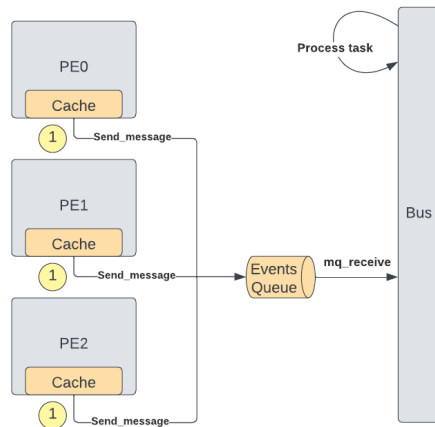 PE0
Cache
1
Send_message
Process task
PE1
Cache
1
Send_message
Events
Queue
mq_receive
Bus
PE2
Cache
1
Send_message